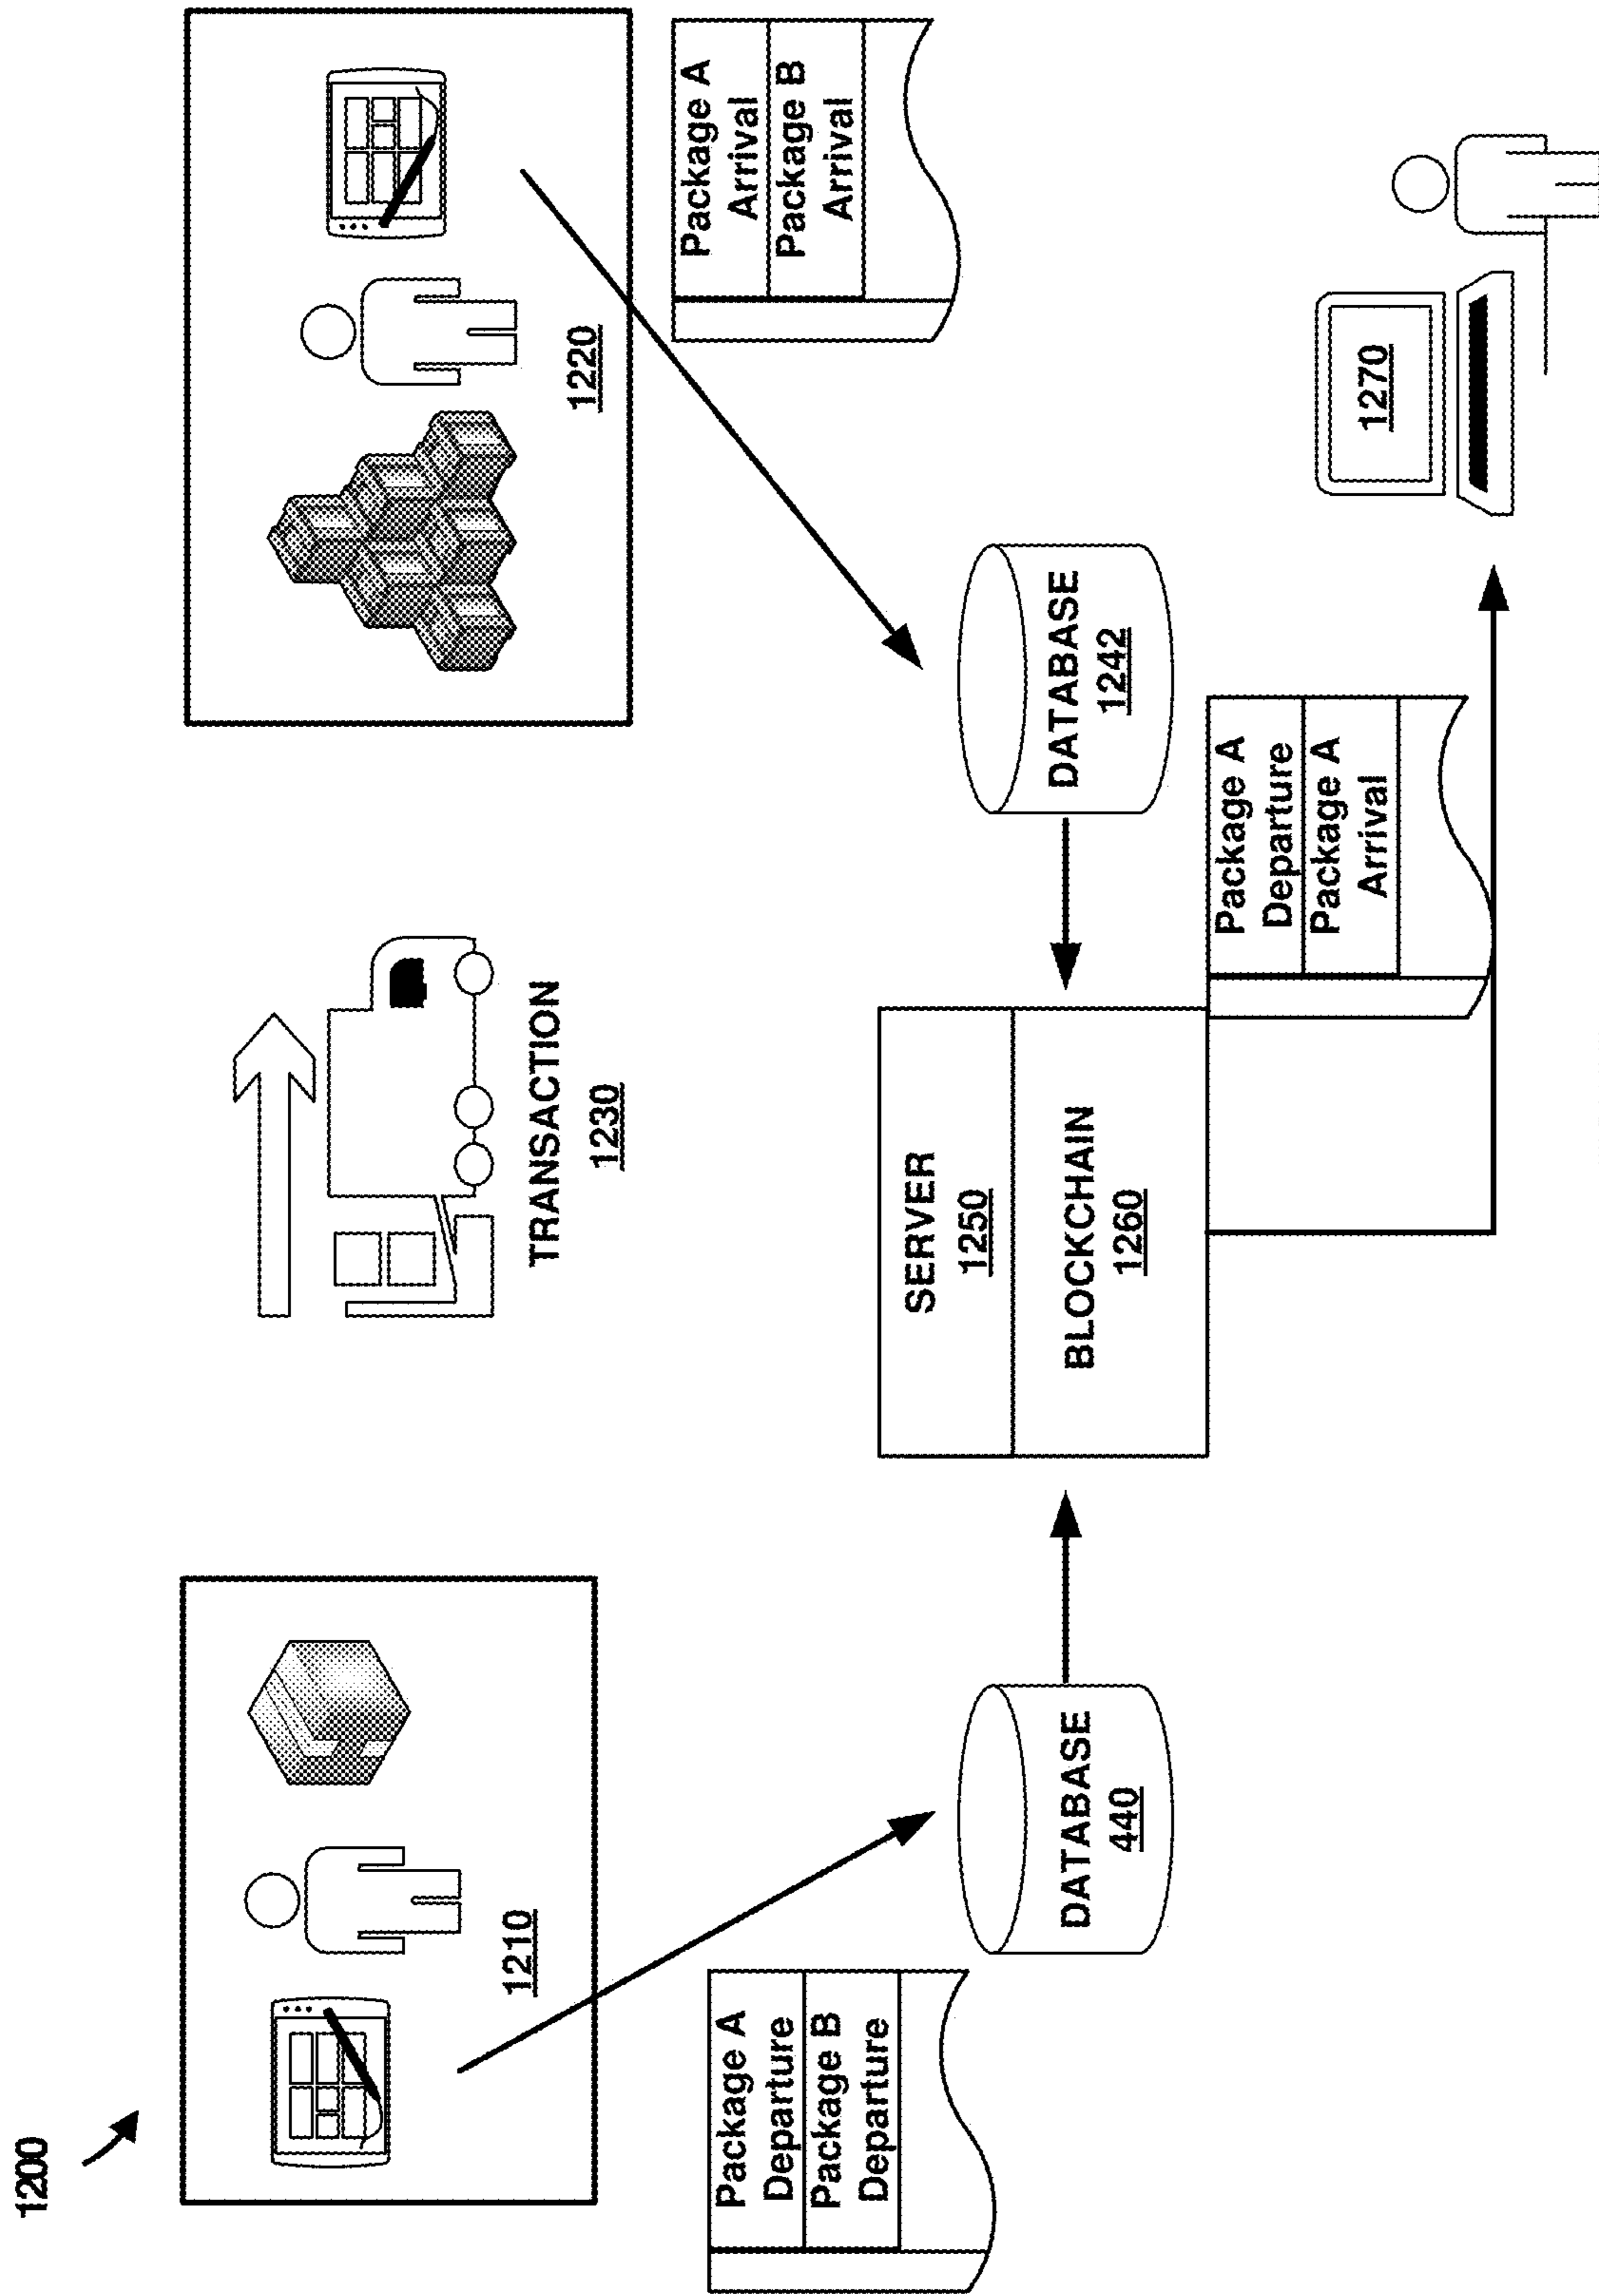 1200
1210
TRANSACTION
1230
1220
Package A
Departure
Package B
Departure
Package A
Arrival
Package B
Arrival
DATABASE
440
SERVER
1250
BLOCKCHAIN
1260
DATABASE
1242
Package A
Departure
Package A
Arrival
1270